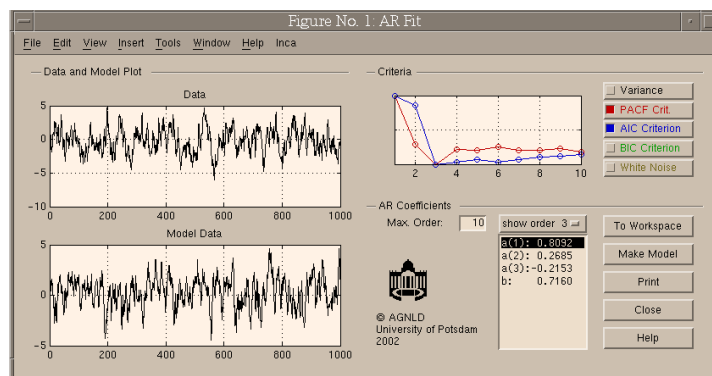 Figure No. 1: AR Fit
File Edit View Insert Tools Window Help Inca
Data and Model Plot
Data
5
0
-5
-10
0 200 400 600 800 1000
Model Data
5
0
-5
0 200 400 600 800 1000
Criteria
2 4 6 8 10
Variance
PACF Crit.
AIC Criterion
BIC Criterion
White Noise
AR Coefficients
Max. Order: 10 show order 3
a(1): 0.8092
a(2): 0.2685
a(3):-0.2153
b: 0.7160
© AGNLD
University of Potsdam
2002
To Workspace
Make Model
Print
Close
Help